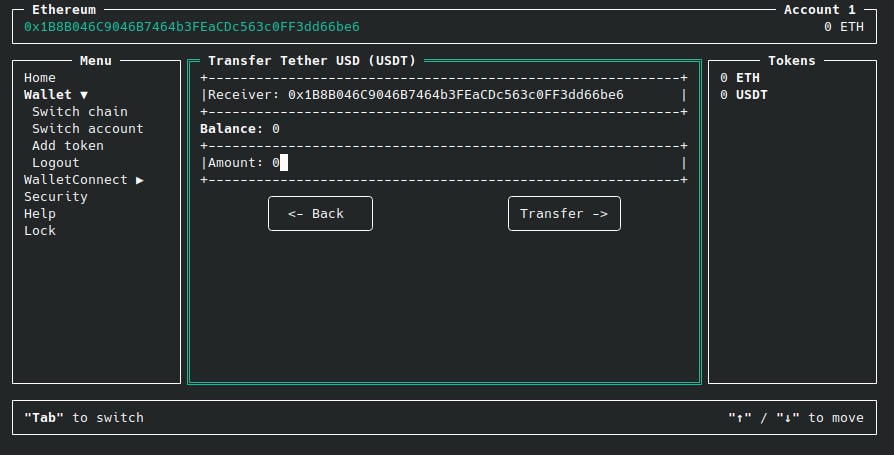 Ethereum Account 1
0x1B8B046C9046B7464b3FEaCDc563c0FF3dd66be6 0 ETH
Menu
Home
Wallet ▼
Switch chain
Switch account
Add token
Logout
WalletConnect ▶
Security
Help
Lock
Transfer Tether USD (USDT)
Receiver: 0x1B8B046C9046B7464b3FEaCDc563c0FF3dd66be6
Balance: 0
Amount: 0
<- Back
Transfer ->
Tokens
0 ETH
0 USDT
"Tab" to switch "↑" / "↓" to move